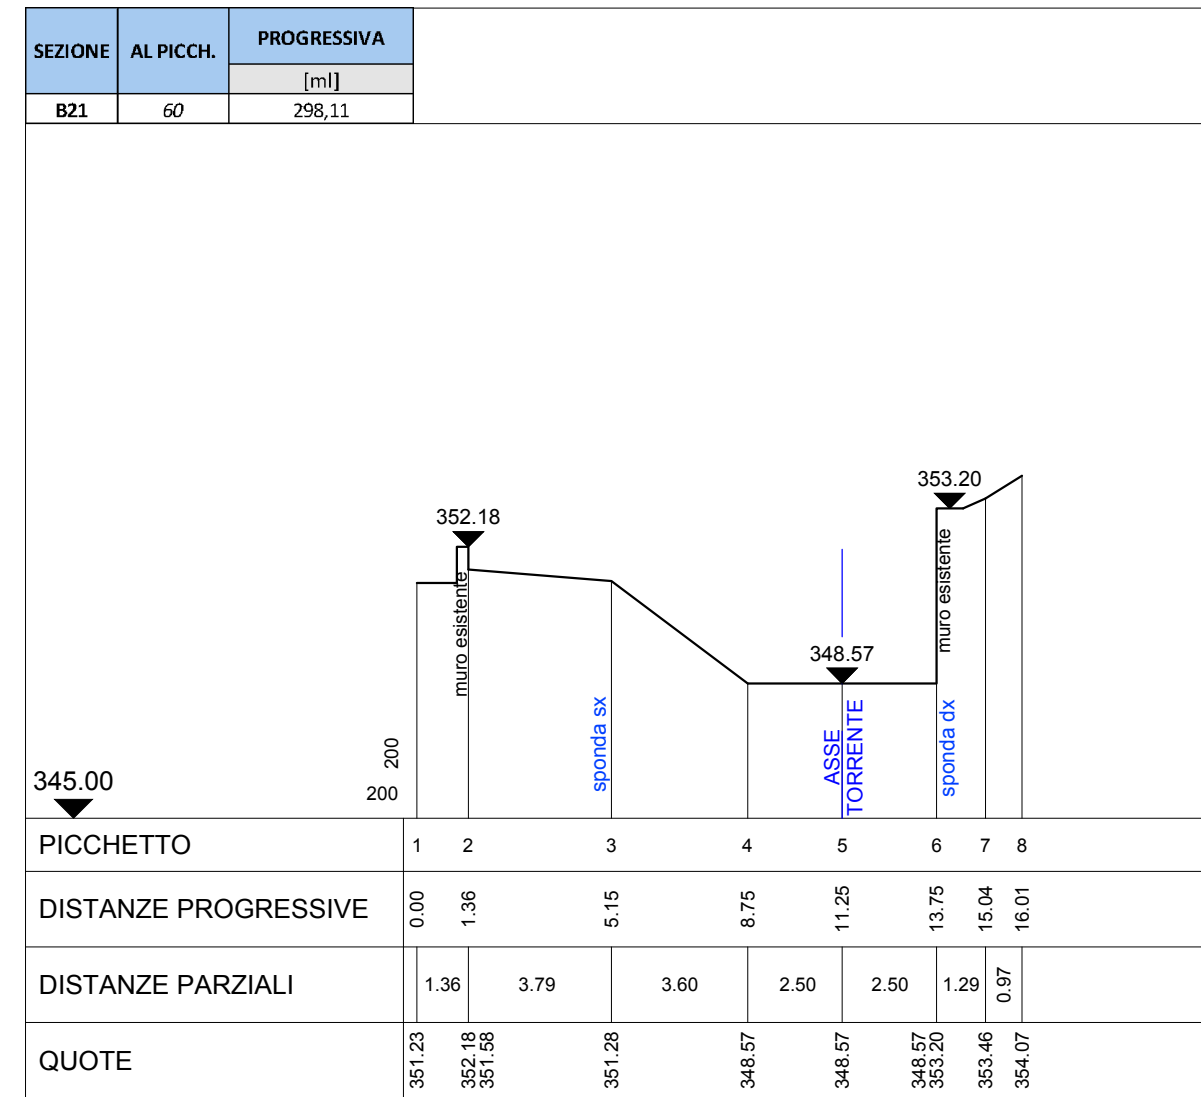 SEZIONE AL PICCH. PROGRESSIVA
[ml]
B21 60 298,11
353.20
352.18
muro esistente
muro esistente
348.57
sponda sx
ASSE
TORRENTE
sponda dx
200
200
345.00
PICCHETTO 1 2 3 4 5 6 7 8
DISTANZE PROGRESSIVE 0.00 1.36 5.15 8.75 11.25 13.75 15.04 16.01
DISTANZE PARZIALI 1.36 3.79 3.60 2.50 2.50 1.29 0.97
QUOTE 351.23 352.18 351.58 351.28 348.57 348.57 348.57 353.20 353.46 354.07